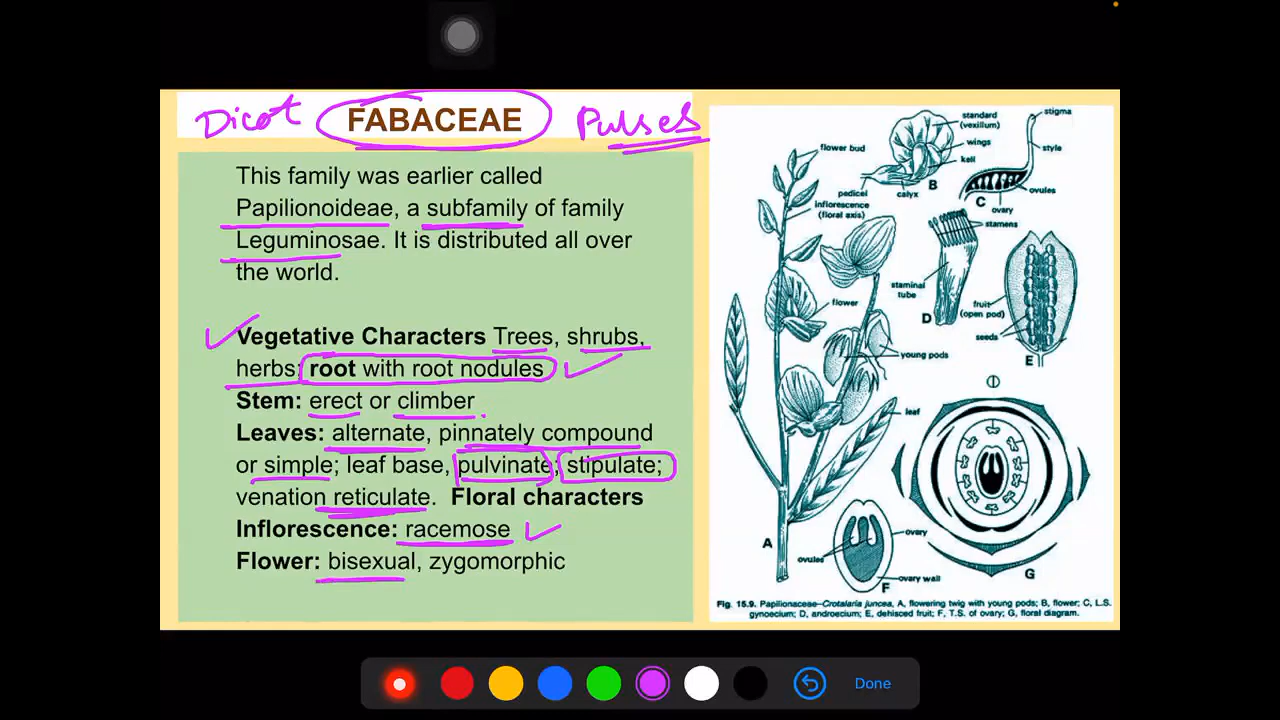 Dicot FABACEAE Pulses
This family was earlier called
Papilionoideae, a subfamily of family
Leguminosae. It is distributed all over
the world.
Vegetative Characters Trees, shrubs,
herbs; root with root nodules
Stem: erect or climber
Leaves: alternate, pinnately compound
or simple; leaf base, pulvinate; stipulate;
venation reticulate. Floral characters
Inflorescence: racemose
Flower: bisexual, zygomorphic
flower bud
inflorescence
(floral axis)
flower
young pods
leaf
A
standard
(vexillum)
wings
keel
pedicel
calyx
B
stigma
style
ovules
ovary
C
stamens
staminal
tube
D
fruit
(open pod)
seeds
E
ovary
ovules
ovary wall
F
G
Fig. 15.9. Papilionaceae–Crotalaria juncea, A, flowering twig with young pods; B, flower; C, L.S.
gynoecium; D, androecium; E, dehisced fruit; F, T.S. of ovary; G, floral diagram.
Done